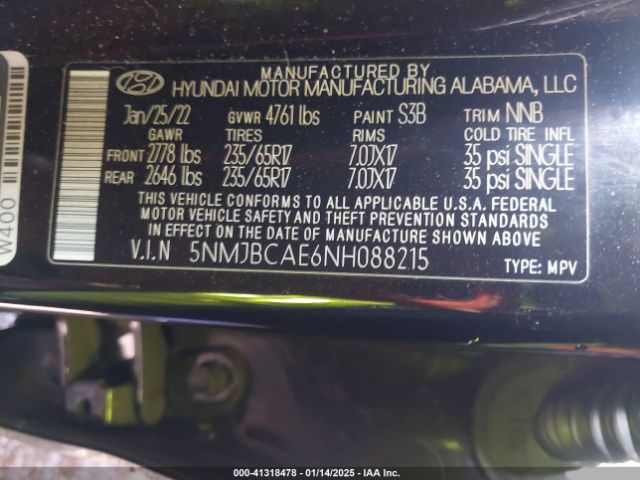 MANUFACTURED BY
HYUNDAI MOTOR MANUFACTURING ALABAMA, LLC
Jan/25/22 GVWR 4761 lbs PAINT S3B TRIM NNB
GAWR TIRES RIMS COLD TIRE INFL
FRONT 2778 lbs 235/65R17 7.0JX17 35 psi SINGLE
REAR 2646 lbs 235/65R17 7.0JX17 35 psi SINGLE
THIS VEHICLE CONFORMS TO ALL APPLICABLE U.S.A. FEDERAL
MOTOR VEHICLE SAFETY AND THEFT PREVENTION STANDARDS
IN EFFECT ON THE DATE OF MANUFACTURE SHOWN ABOVE.
V.I.N 5NMJBCAE6NH088215 TYPE: MPV
W400
000-41318478 - 01/14/2025 - IAA Inc.